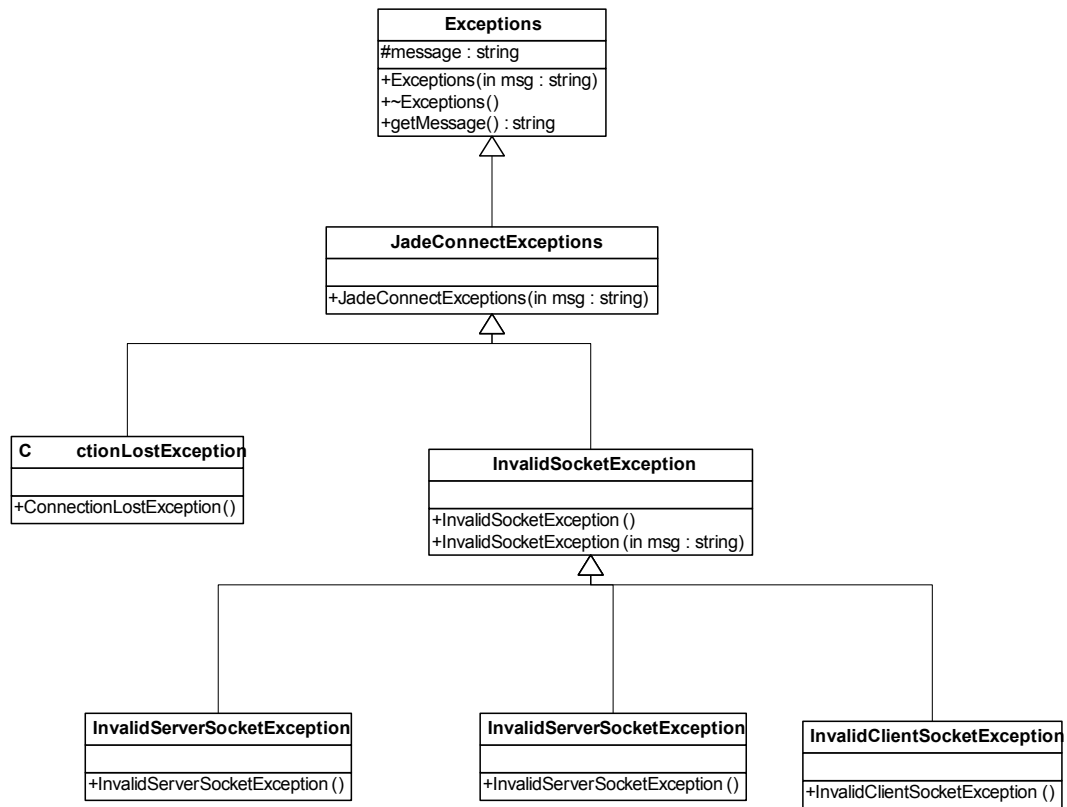 Exceptions
#message : string
+Exceptions(in msg : string)
+~Exceptions()
+getMessage() : string
JadeConnectExceptions
+JadeConnectExceptions(in msg : string)
C ctionLostException
+ConnectionLostException()
InvalidSocketException
+InvalidSocketException ()
+InvalidSocketException (in msg : string)
InvalidServerSocketException
+InvalidServerSocketException ()
InvalidServerSocketException
+InvalidServerSocketException ()
InvalidClientSocketException
+InvalidClientSocketException ()